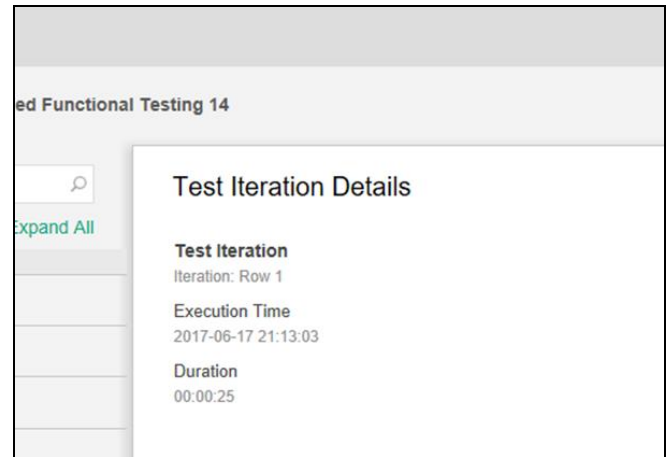 ed Functional Testing 14
Expand All
Test Iteration Details
Test Iteration
Iteration: Row 1
Execution Time
2017-06-17 21:13:03
Duration
00:00:25